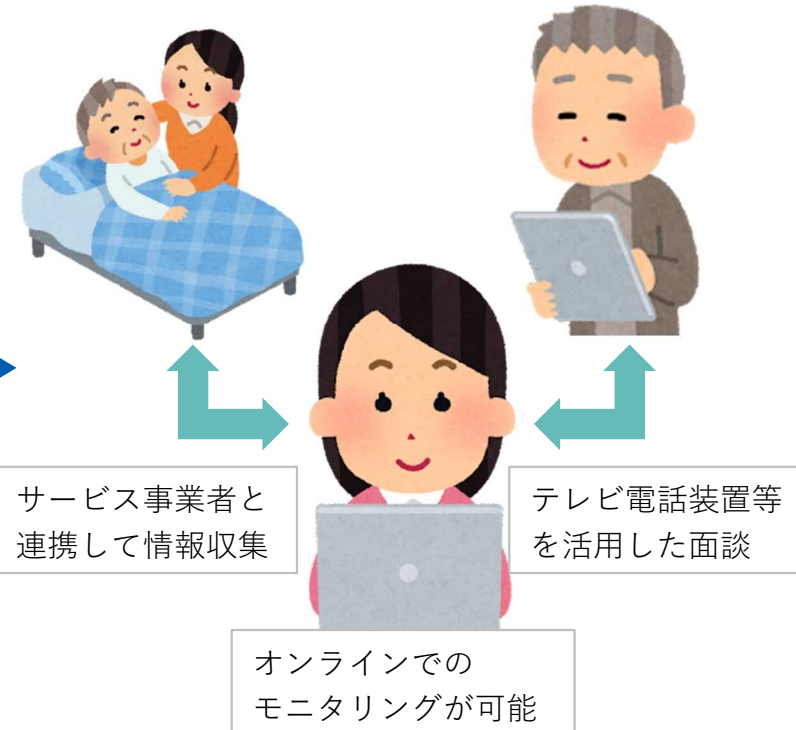 サービス事業者と
連携して情報収集
テレビ電話装置等
を活用した面談
オンラインでの
モニタリングが可能